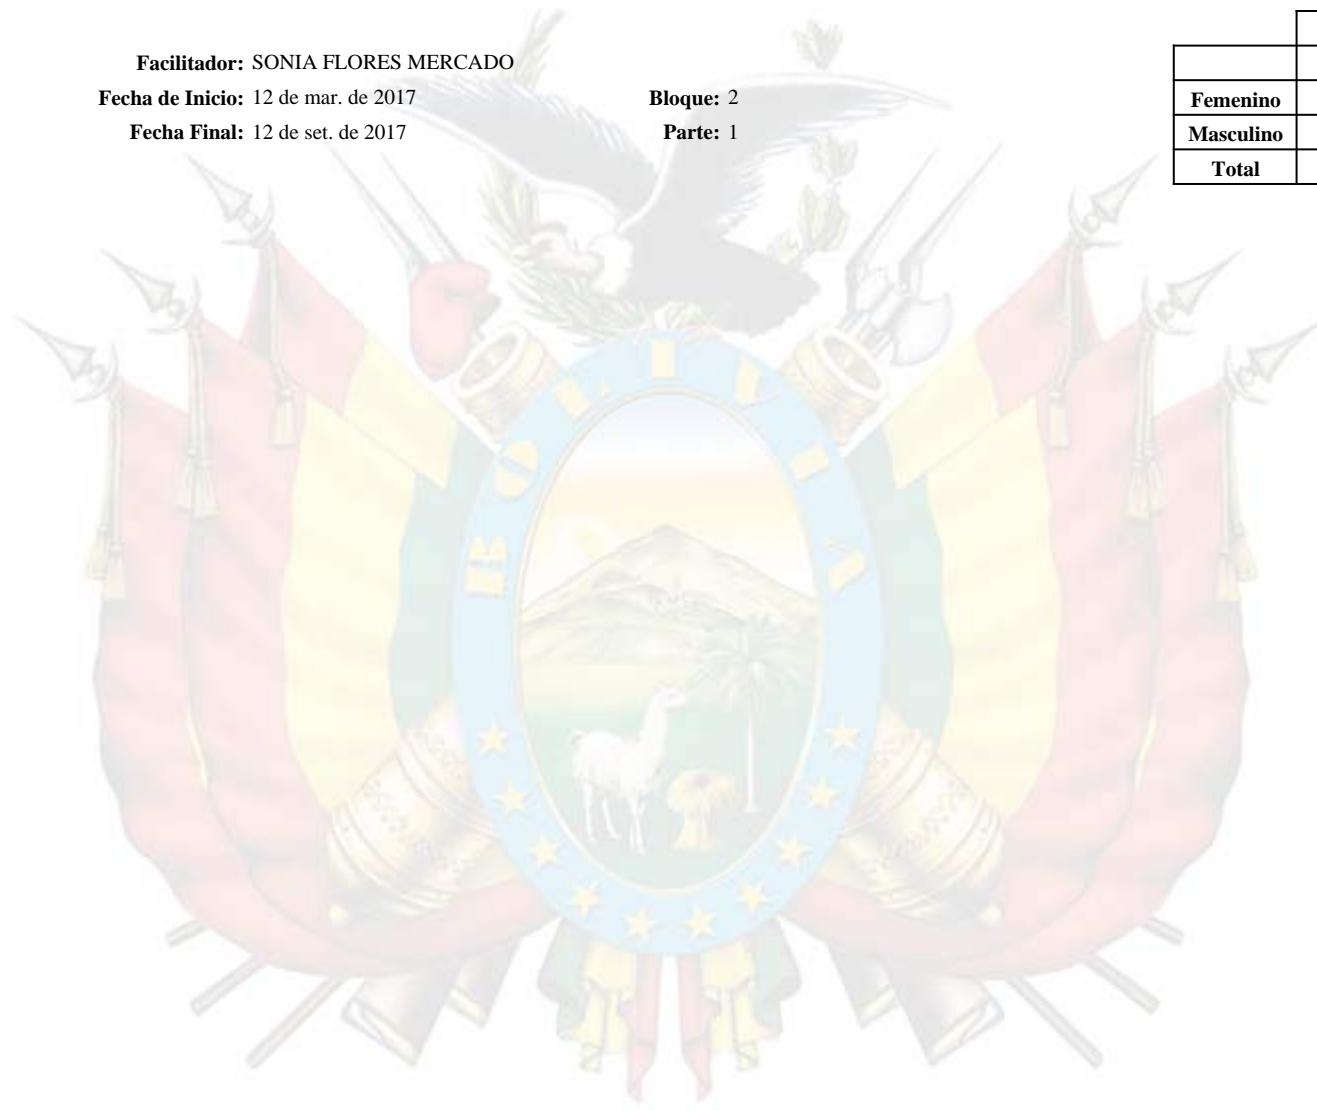 Facilitador: SONIA FLORES MERCADO
Fecha de Inicio: 12 de mar. de 2017 Bloque: 2
Fecha Final: 12 de set. de 2017 Parte: 1
Femenino
Masculino
Total
BOLIVIA